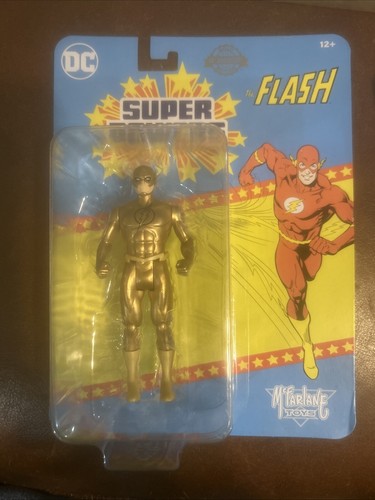 DC
12+
The
FLASH
SUPER
POWERS
McFARLANE
TOYS